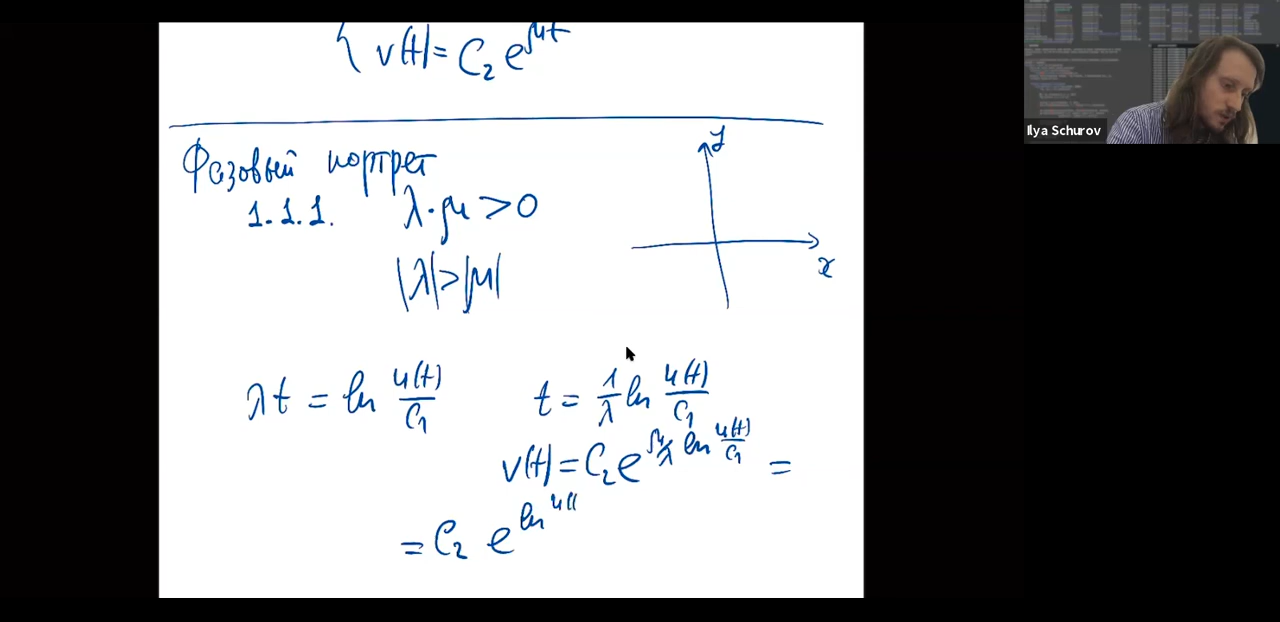 { v(t) = C₂ e^{μt}
Ilya Schurov
y
Фазовый портрет
1.1.1. λ·μ > 0
x
|λ| > |μ|
λt = ln u(t)/C₁ t = 1/λ ln u(t)/C₁
v(t) = C₂ e^{μ/λ ln u(t)/C₁} =
= C₂ e^{ln u(